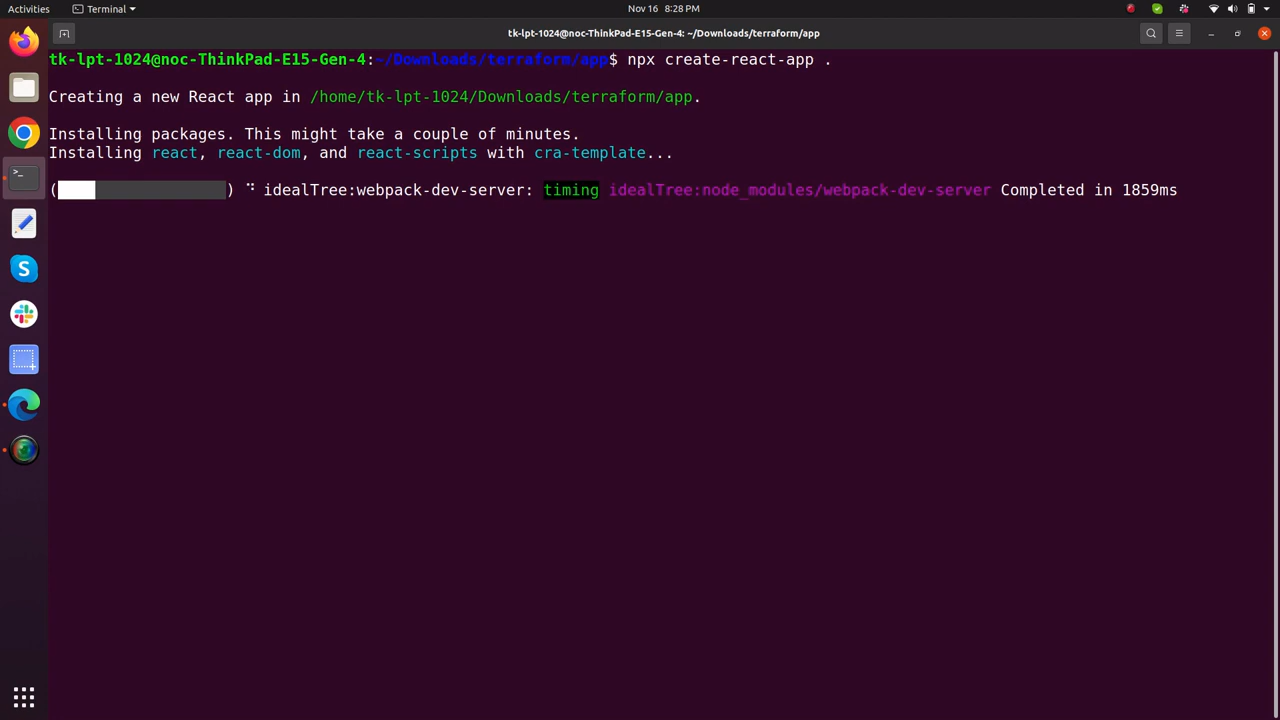 Activities
Terminal
Nov 16 8:28 PM
tk-lpt-1024@noc-ThinkPad-E15-Gen-4: ~/Downloads/terraform/app
tk-lpt-1024@noc-ThinkPad-E15-Gen-4:~/Downloads/terraform/app$ npx create-react-app .
Creating a new React app in /home/tk-lpt-1024/Downloads/terraform/app.
Installing packages. This might take a couple of minutes.
Installing react, react-dom, and react-scripts with cra-template...
( ) ⠙ idealTree:webpack-dev-server: timing idealTree:node_modules/webpack-dev-server Completed in 1859ms